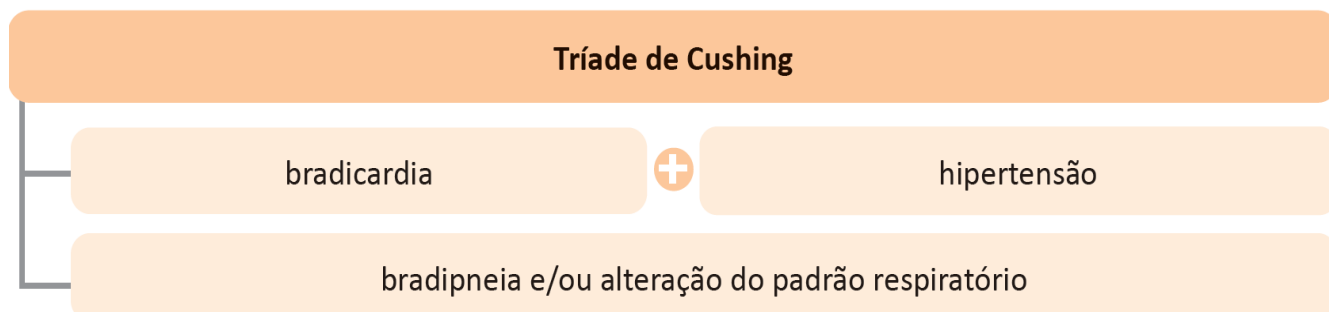 Tríade de Cushing
bradicardia
hipertensão
bradipneia e/ou alteração do padrão respiratório